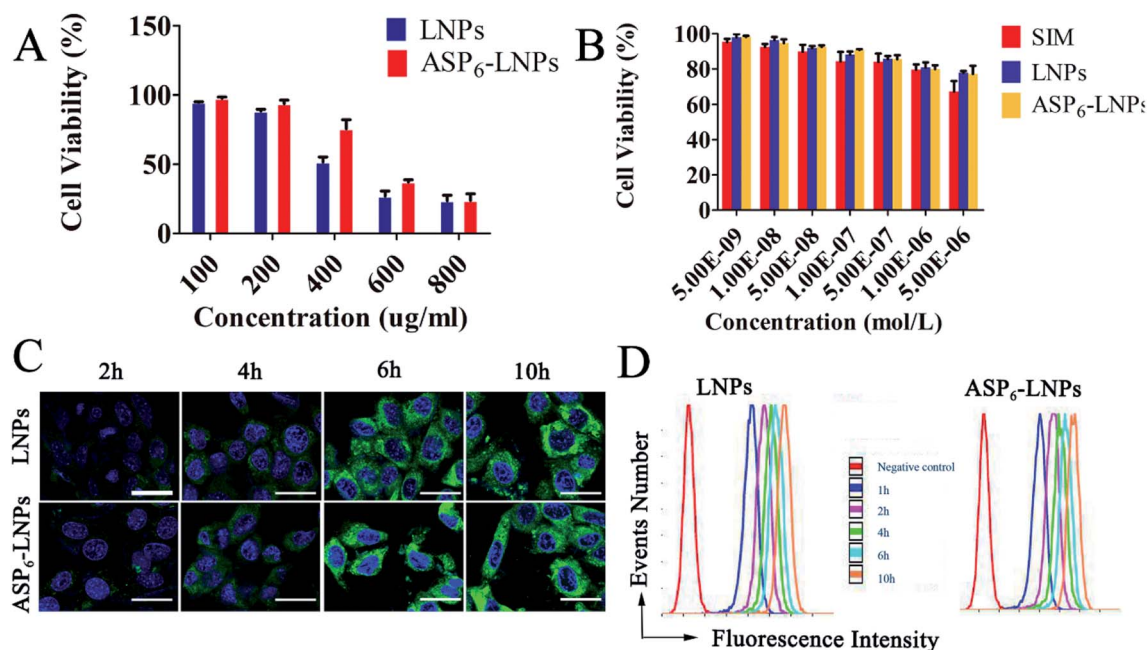 A
Cell Viability (%)
150
100
50
0
LNPs
ASP6-LNPs
100
200
400
600
800
Concentration (ug/ml)
B
Cell Viability (%)
100
80
60
40
20
0
SIM
LNPs
ASP6-LNPs
5.00E-09
1.00E-08
5.00E-08
1.00E-07
5.00E-07
1.00E-06
5.00E-06
Concentration (mol/L)
C
2h 4h 6h 10h
LNPs
ASP6-LNPs
D
LNPs
ASP6-LNPs
Events Number
Negative control
1h
2h
4h
6h
10h
Fluorescence Intensity